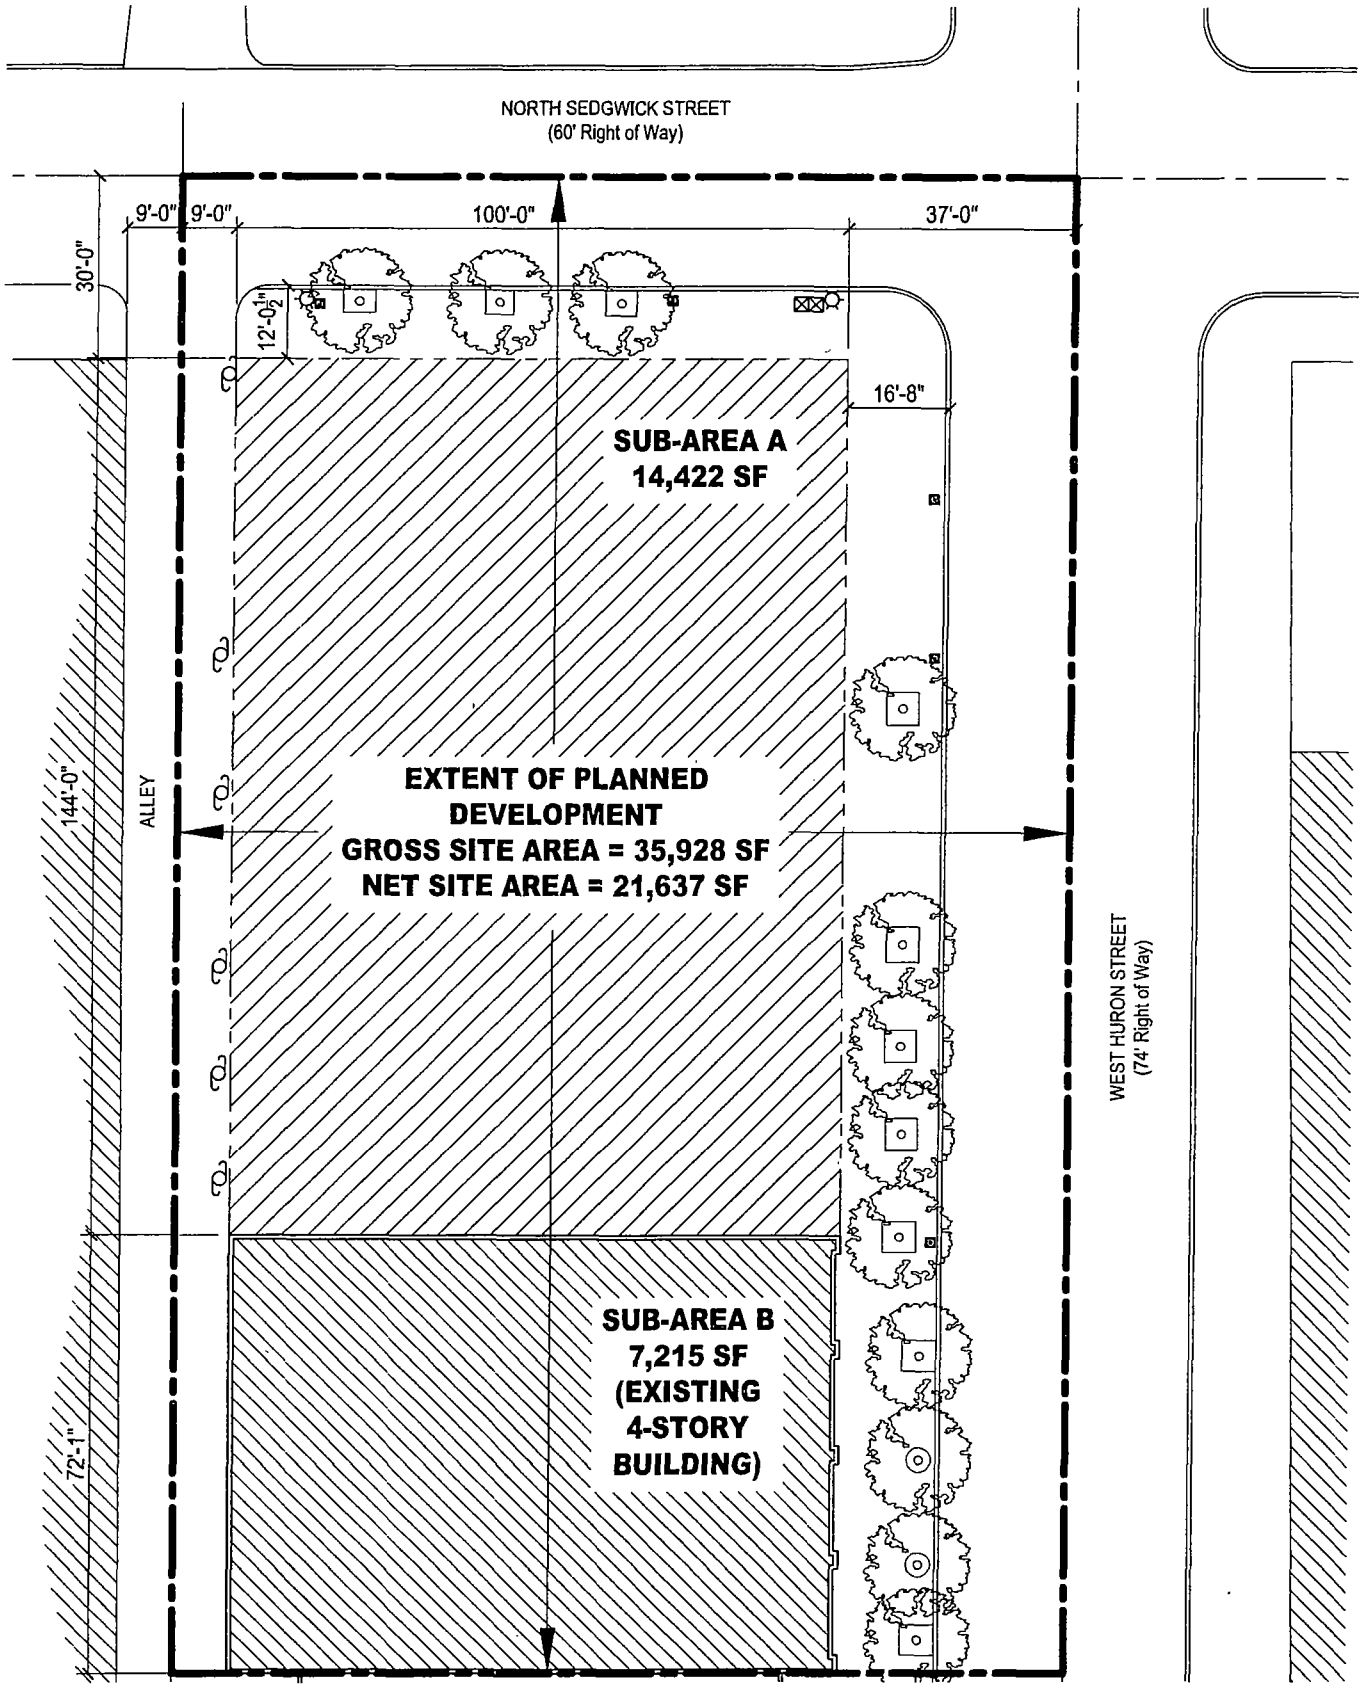 NORTH SEDGWICK STREET
(60' Right of Way)
9'-0"
9'-0"
100'-0"
37'-0"
30'-0"
12'-0½"
16'-8"
SUB-AREA A
14,422 SF
EXTENT OF PLANNED
DEVELOPMENT
GROSS SITE AREA = 35,928 SF
NET SITE AREA = 21,637 SF
144'-0"
ALLEY
WEST HURON STREET
(74' Right of Way)
SUB-AREA B
7,215 SF
(EXISTING
4-STORY
BUILDING)
72'-1"